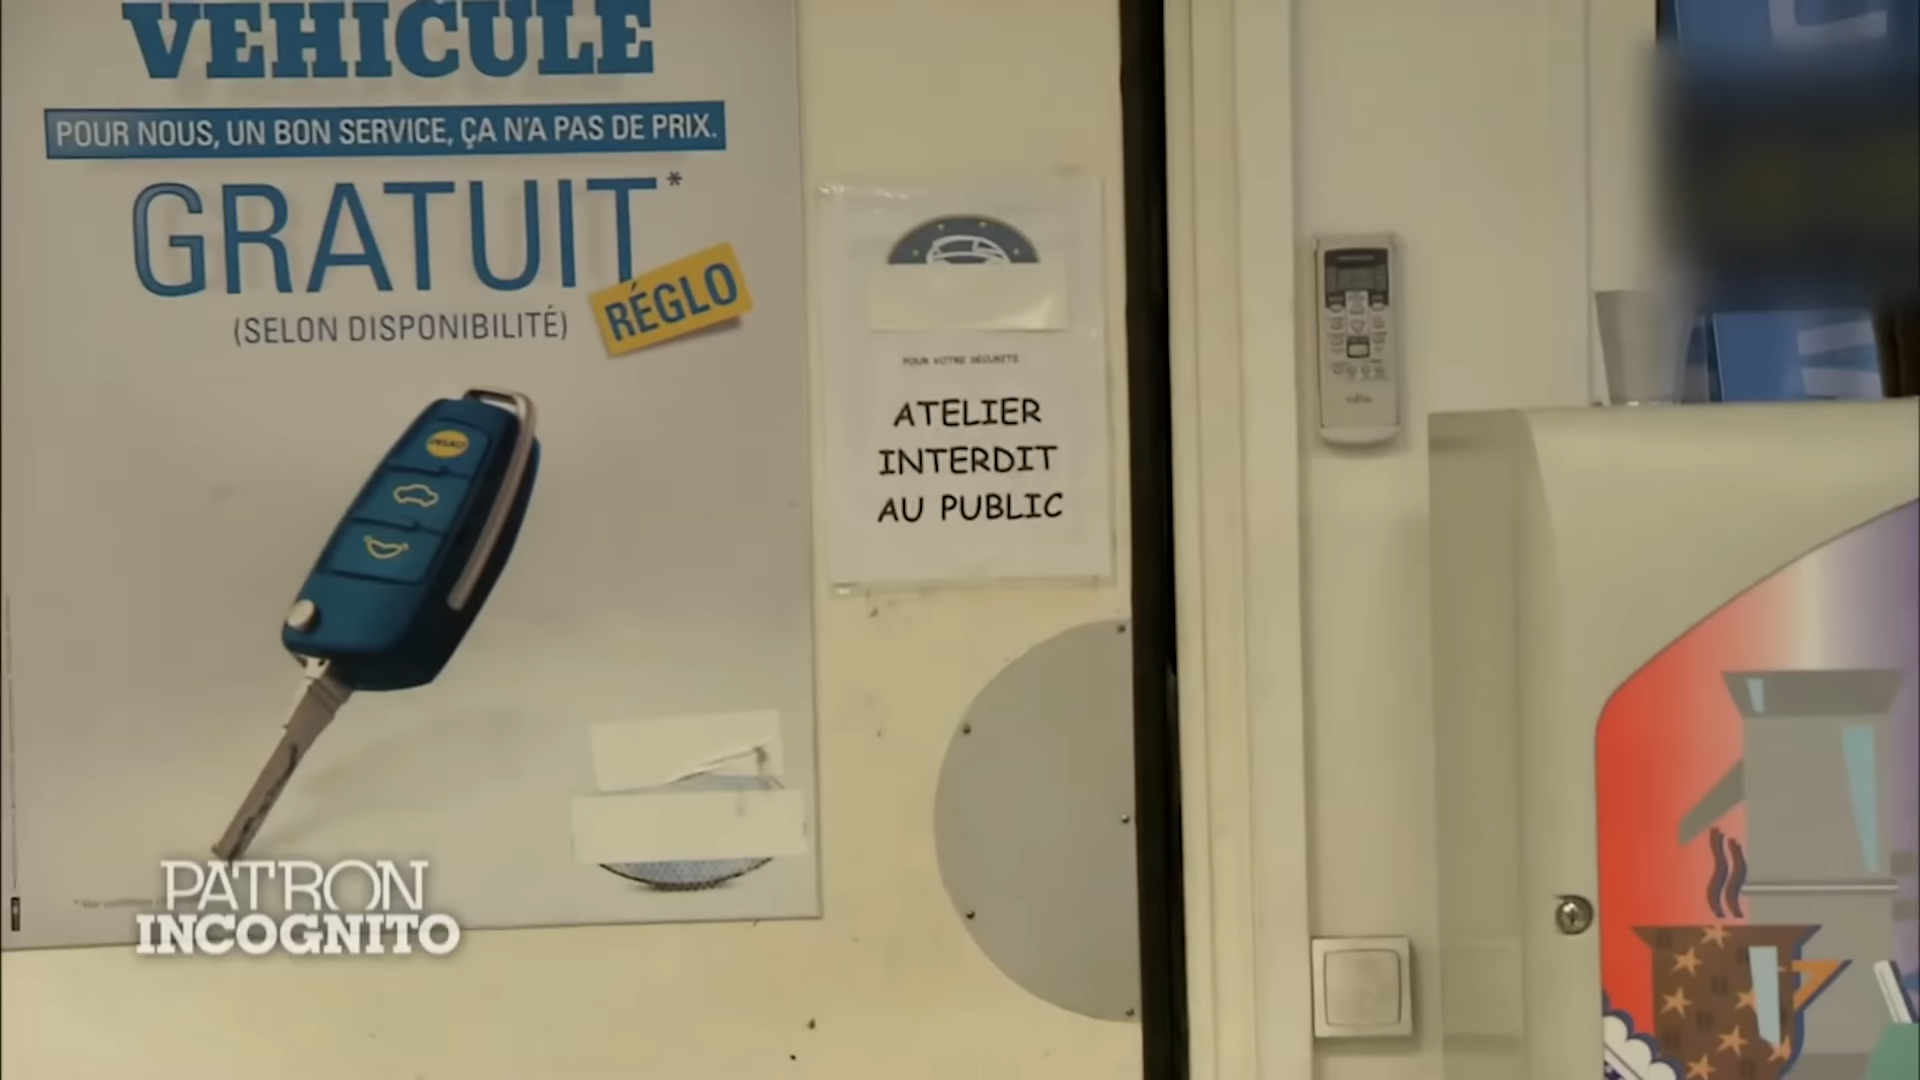 VEHICULE
POUR NOUS, UN BON SERVICE, ÇA N'A PAS DE PRIX.
GRATUIT*
(SELON DISPONIBILITÉ)
RÉGLO
POUR VOTRE SECURITE
ATELIER
INTERDIT
AU PUBLIC
PATRON
INCOGNITO